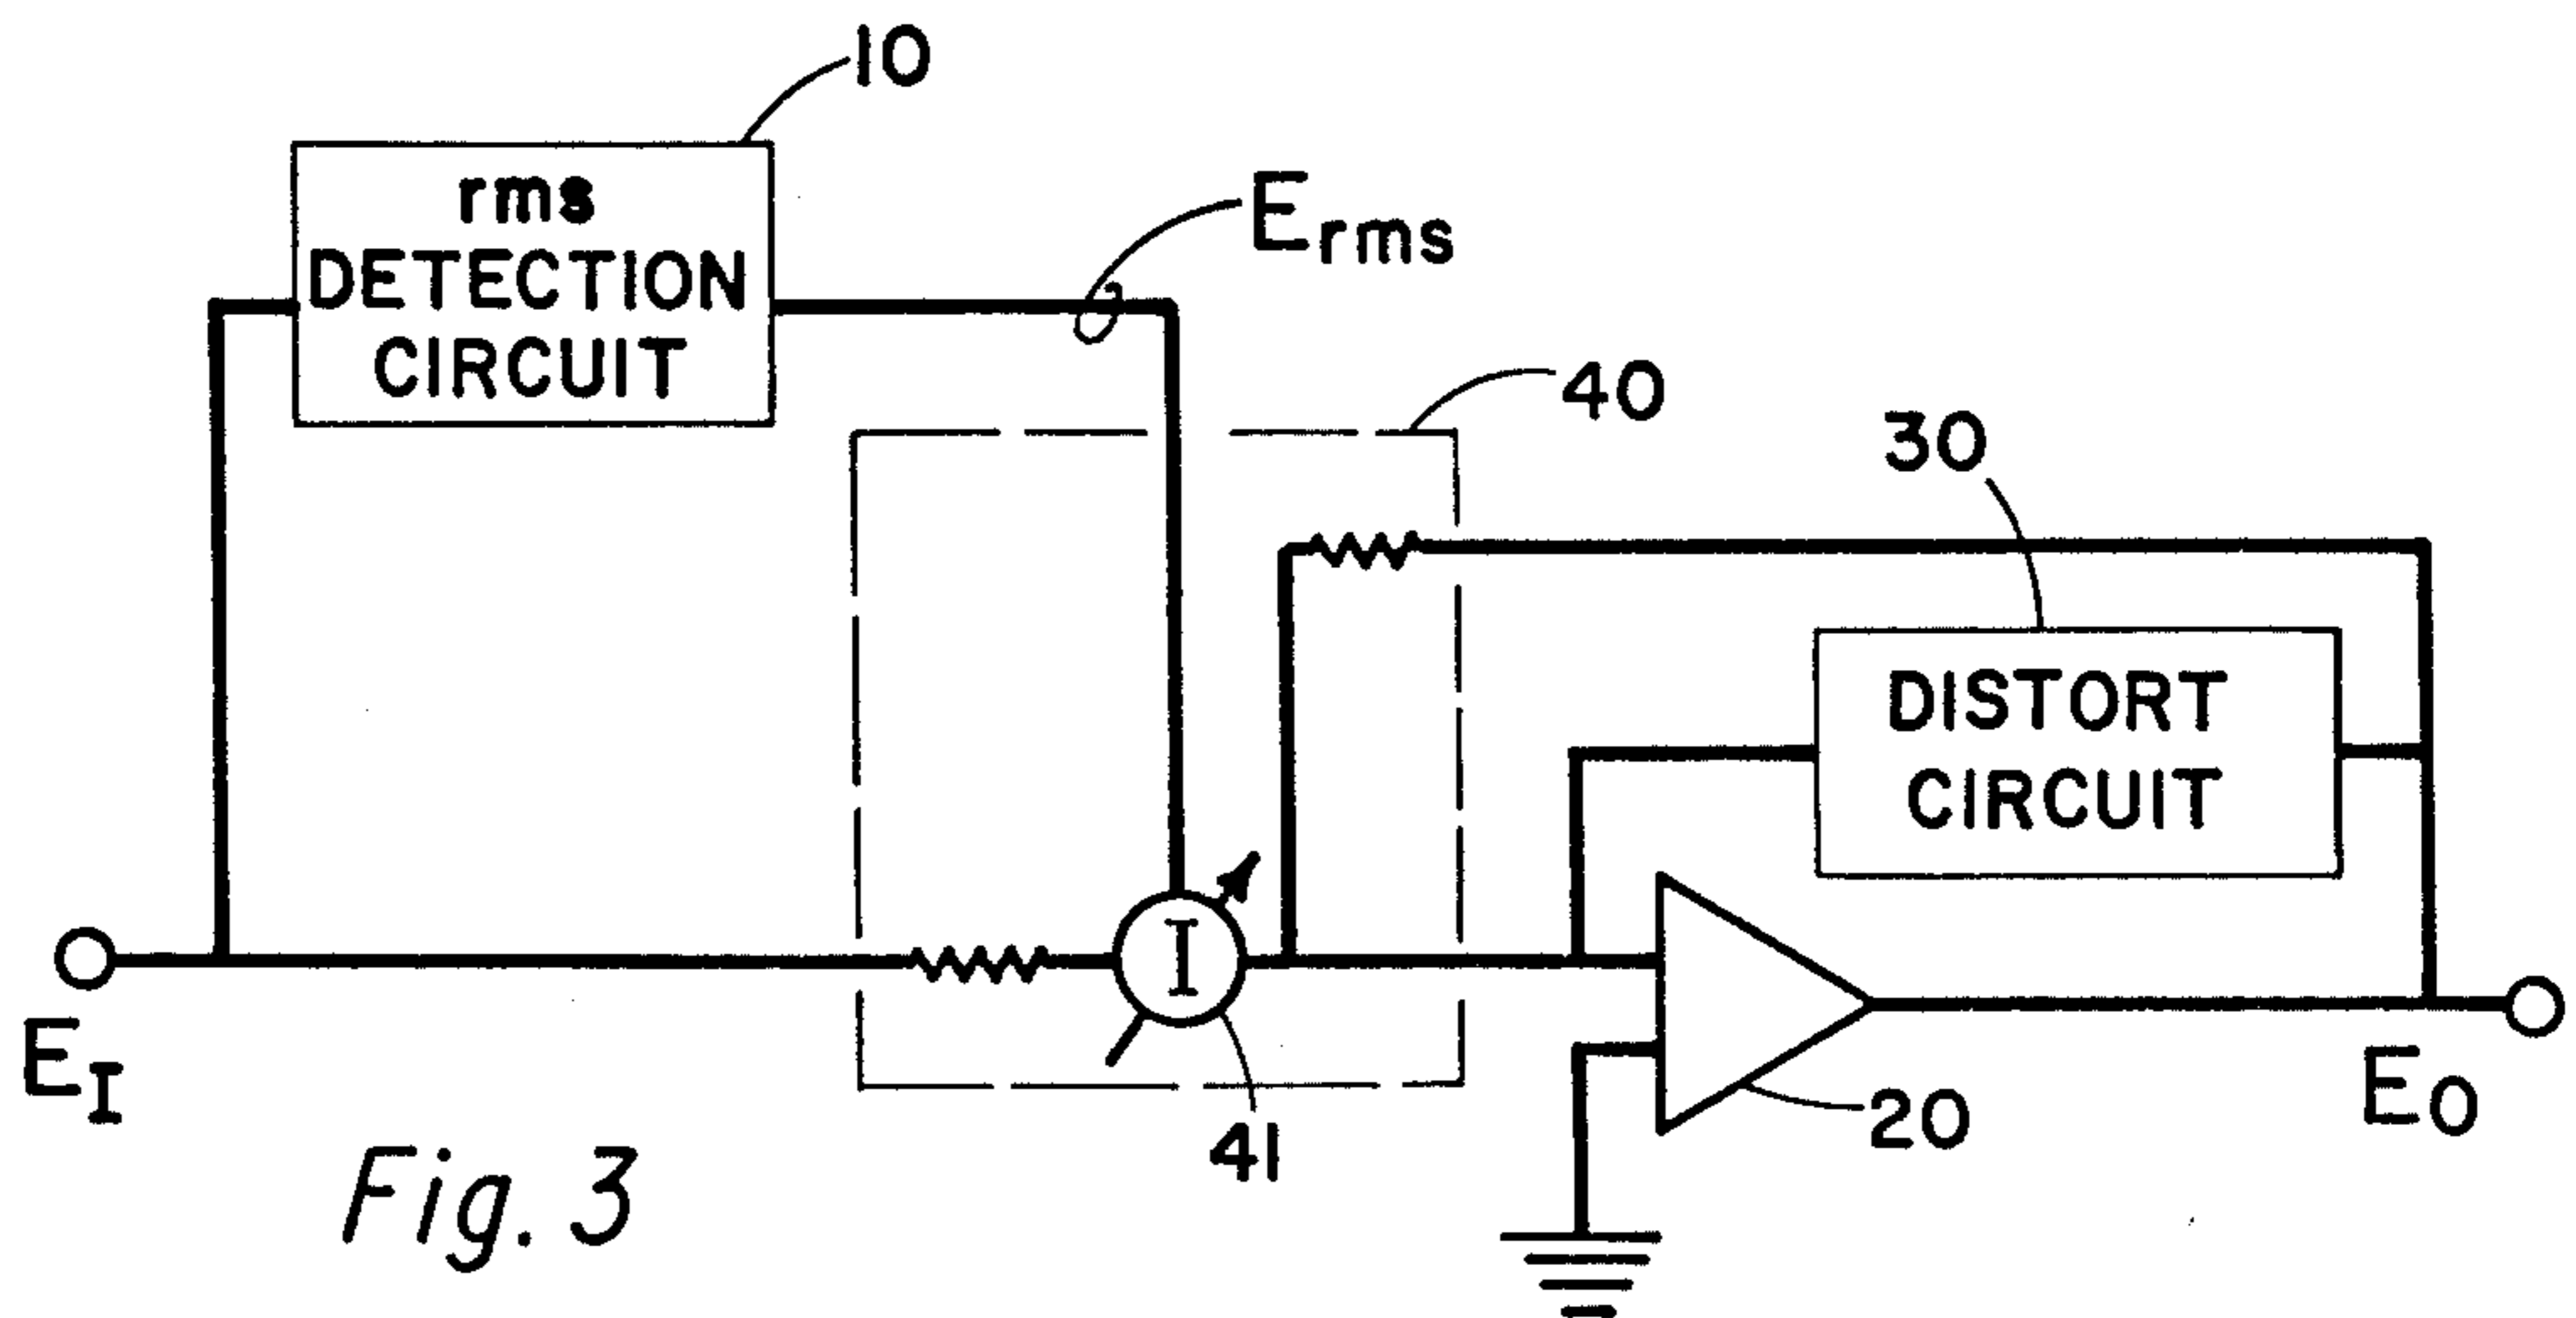 10
rms
DETECTION
CIRCUIT
Erms
40
30
DISTORT
CIRCUIT
I
EI
41
20
EO
Fig. 3